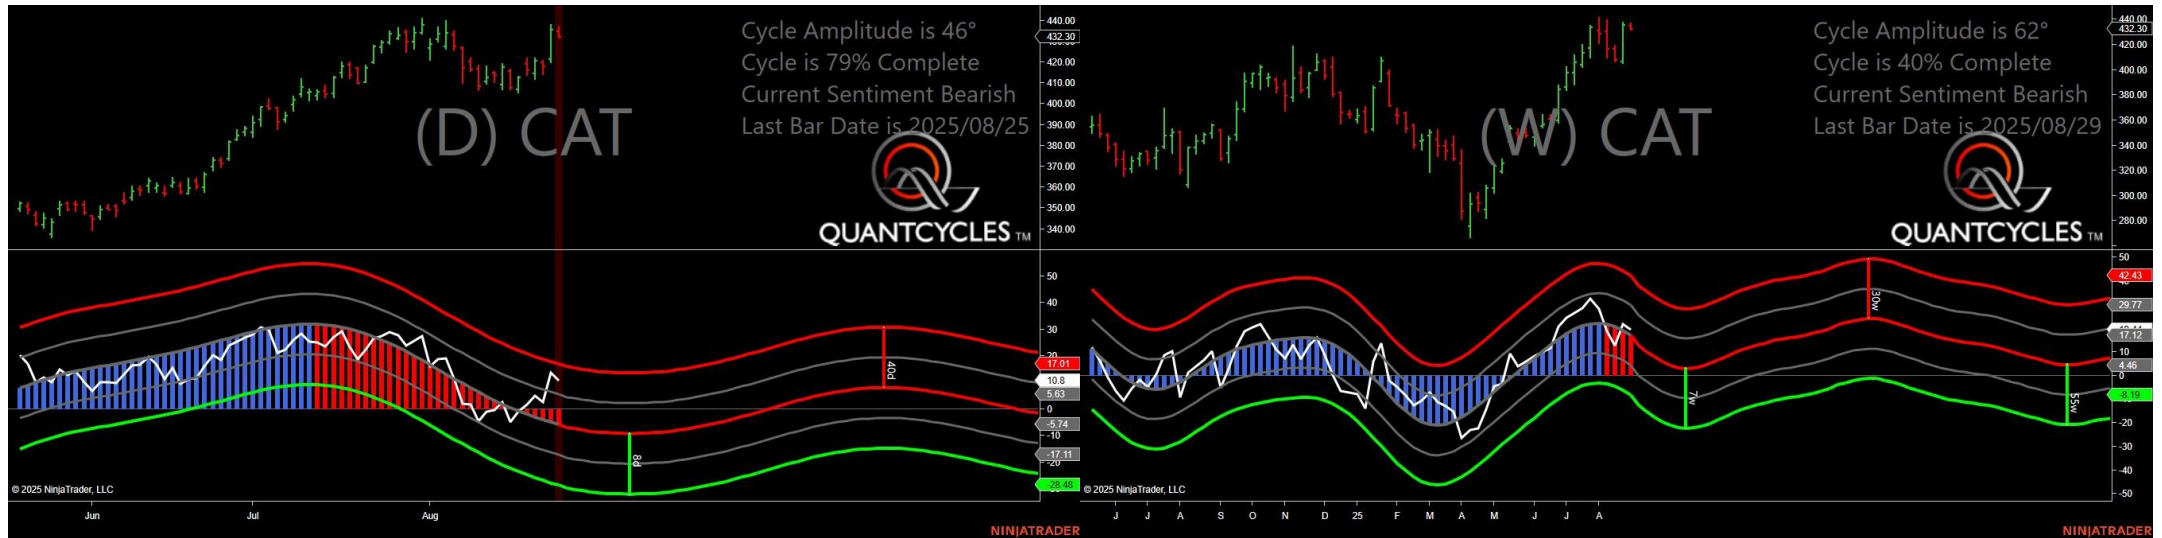 Cycle Amplitude is 46°
Cycle is 79% Complete
Current Sentiment Bearish
Last Bar Date is 2025/08/25
(D) CAT
QUANTCYCLES TM
440.00
432.30
420.00
410.00
400.00
390.00
380.00
370.00
360.00
350.00
340.00
50
40
30
20
17.01
10.8
5.63
0
-5.74
-10
-17.11
-20
-28.48
40d
8d
© 2025 NinjaTrader, LLC
Jun Jul Aug
NINJATRADER
Cycle Amplitude is 62°
Cycle is 40% Complete
Current Sentiment Bearish
Last Bar Date is 2025/08/29
(W) CAT
QUANTCYCLES TM
440.00
432.30
420.00
400.00
380.00
360.00
340.00
320.00
300.00
280.00
50
42.43
29.77
17.12
10
4.46
0
-8.19
-20
-30
-40
-50
30w
7w
55w
© 2025 NinjaTrader, LLC
J J A S O N D 25 F M A M J J A
NINJATRADER